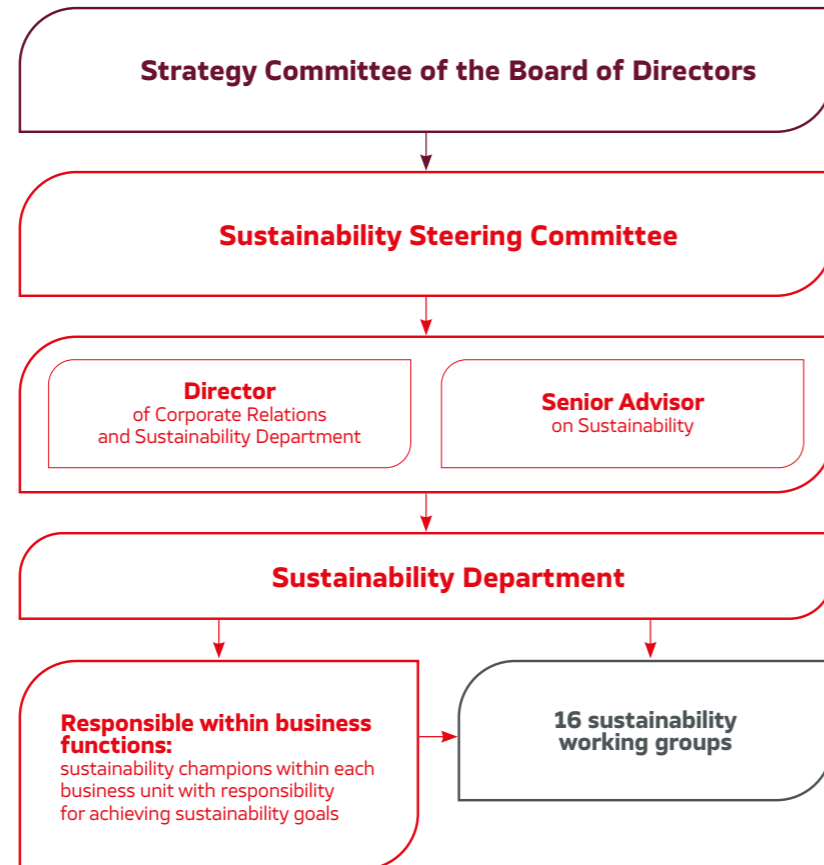 Strategy Committee of the Board of Directors
Sustainability Steering Committee
Director
of Corporate Relations
and Sustainability Department
Senior Advisor
on Sustainability
Sustainability Department
Responsible within business
functions:
sustainability champions within each
business unit with responsibility
for achieving sustainability goals
16 sustainability
working groups